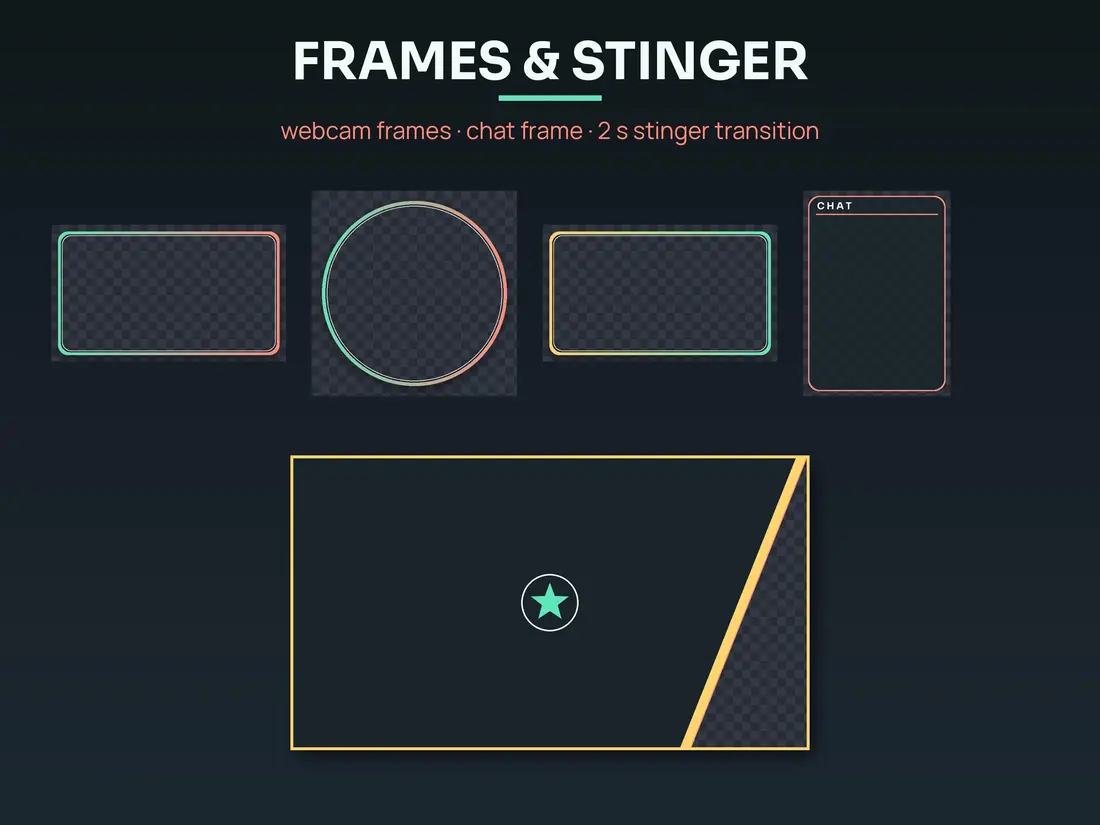 FRAMES & STINGER
webcam frames · chat frame · 2 s stinger transition
CHAT